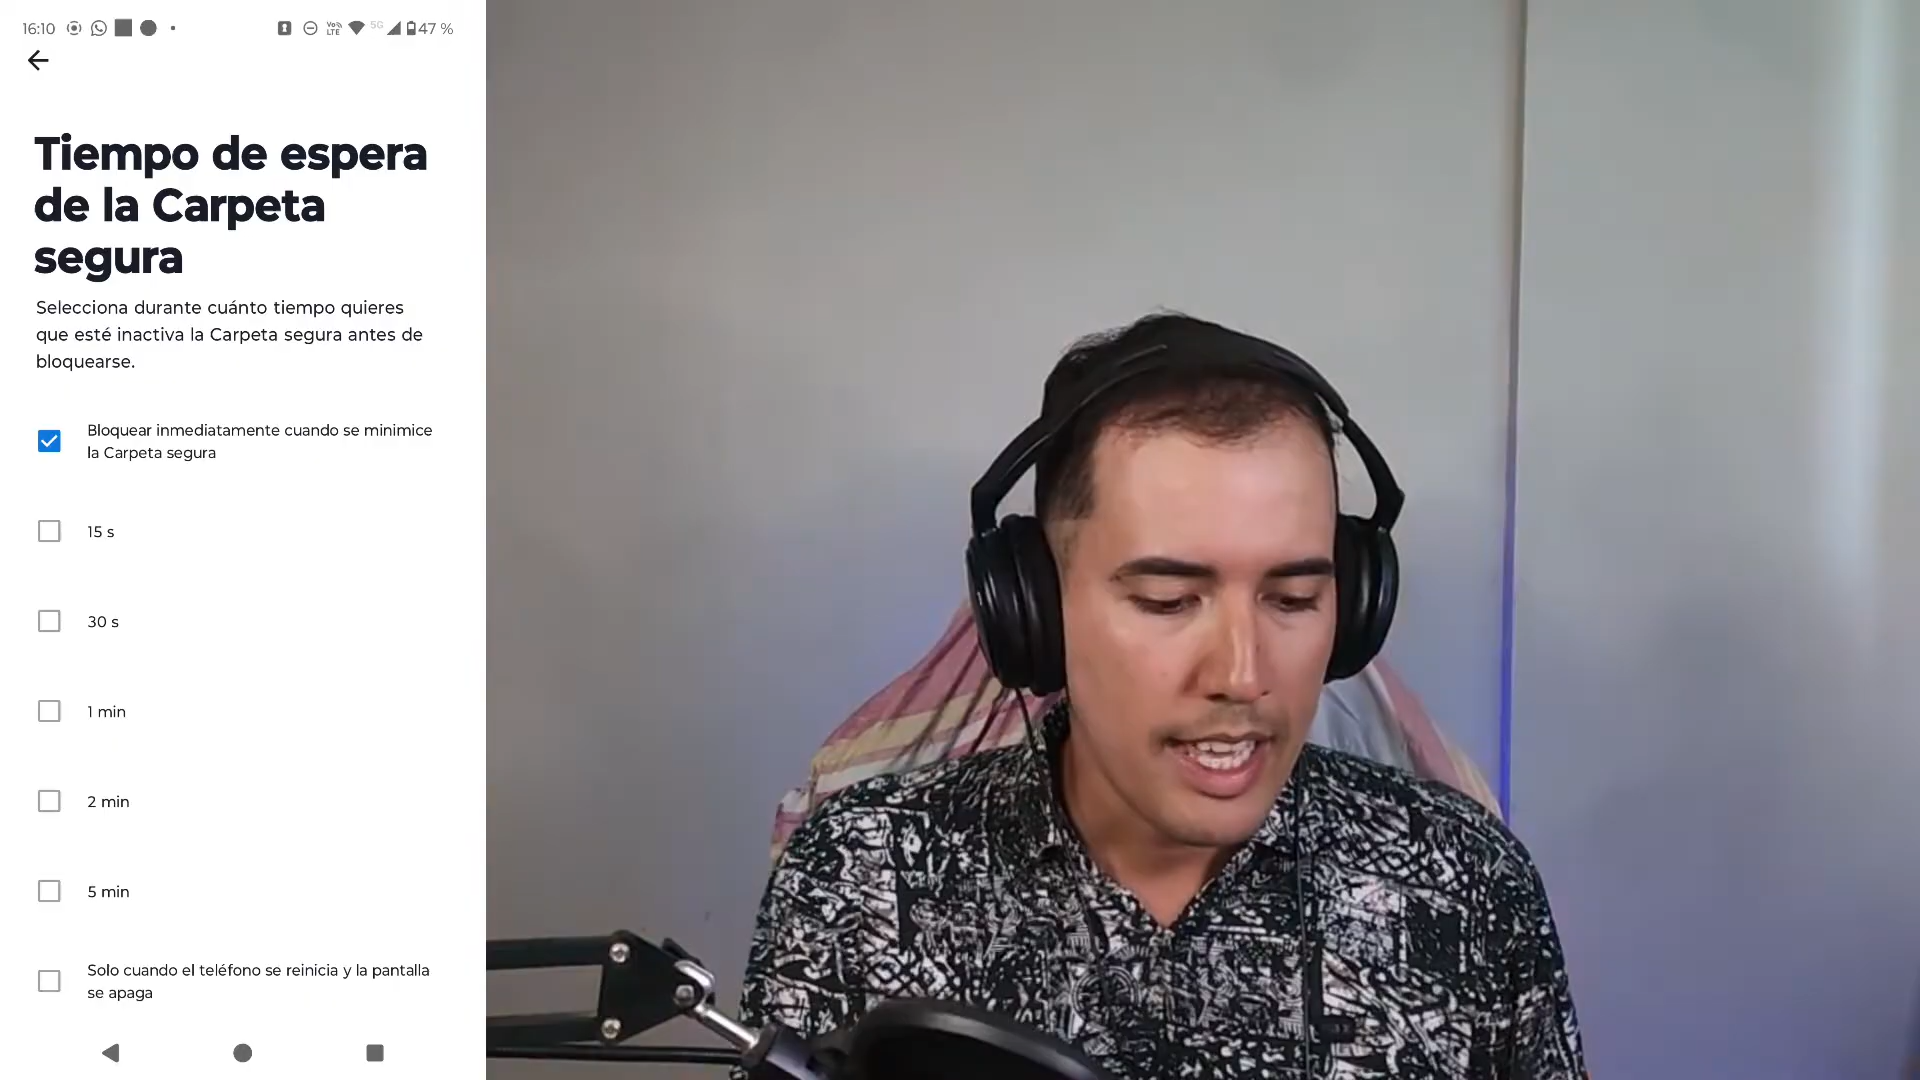 16:10 VoLTE 5G 47 %
Tiempo de espera
de la Carpeta
segura
Selecciona durante cuánto tiempo quieres
que esté inactiva la Carpeta segura antes de
bloquearse.
Bloquear inmediatamente cuando se minimice
la Carpeta segura
15 s
30 s
1 min
2 min
5 min
Solo cuando el teléfono se reinicia y la pantalla
se apaga